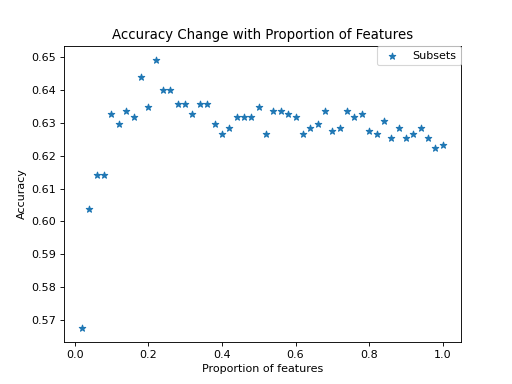 Accuracy Change with Proportion of Features
Subsets
0.65
0.64
0.63
0.62
0.61
0.60
0.59
0.58
0.57
Accuracy
0.0 0.2 0.4 0.6 0.8 1.0
Proportion of features